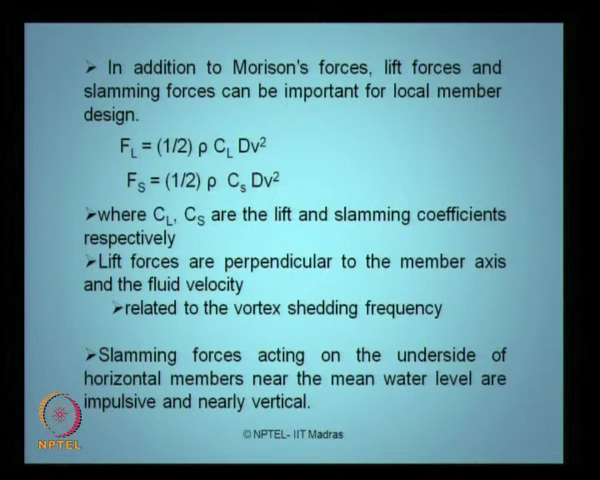 ➢ In addition to Morison's forces, lift forces and
slamming forces can be important for local member
design.
F_L = (1/2) ρ C_L Dv²
F_S = (1/2) ρ C_s Dv²
➢where C_L, C_S are the lift and slamming coefficients
respectively
➢Lift forces are perpendicular to the member axis
and the fluid velocity
➢related to the vortex shedding frequency
➢Slamming forces acting on the underside of
horizontal members near the mean water level are
impulsive and nearly vertical.
NPTEL
© NPTEL- IIT Madras